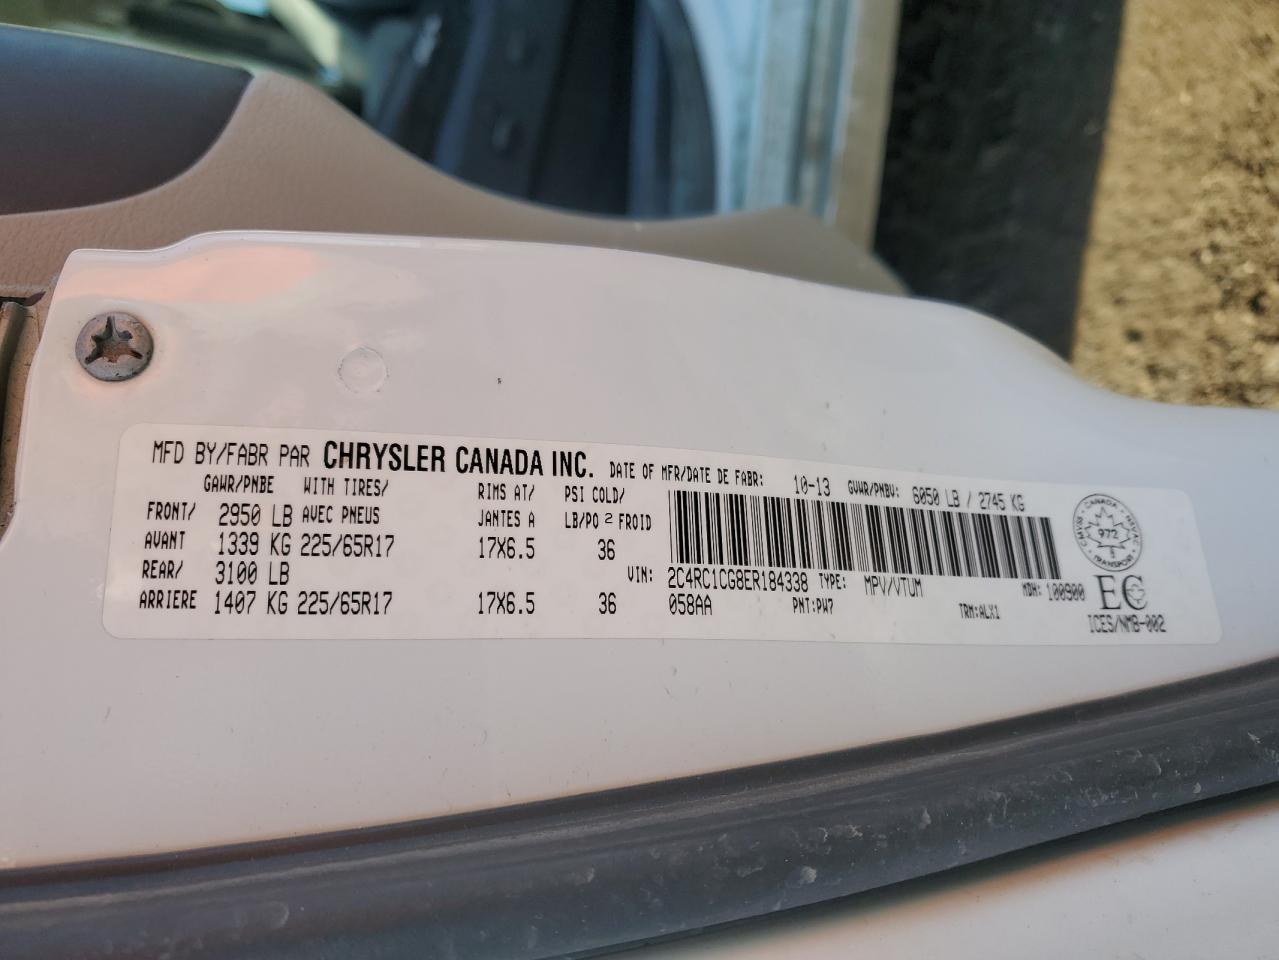 MFD BY/FABR PAR CHRYSLER CANADA INC. DATE OF MFR/DATE DE FABR: 10-13 GVWR/PNBV: 6050 LB / 2745 KG
GAWR/PNBE WITH TIRES/ RIMS AT/ PSI COLD/
FRONT/ 2950 LB AVEC PNEUS JANTES A LB/PO 2 FROID
AVANT 1339 KG 225/65R17 17X6.5 36
REAR/ 3100 LB VIN: 2C4RC1CG8ER184338 TYPE: MPV/VTUM MDH: 100900
ARRIERE 1407 KG 225/65R17 17X6.5 36 058AA PNT:PW7 TRM:ALX1
CANADA
CMVSS NSVAC
972
TRANSPORT
EC
ICES/NMB-002